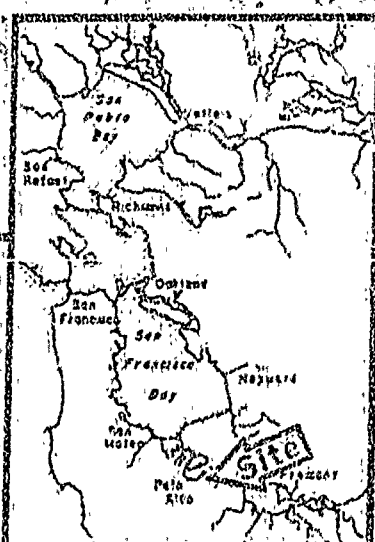 San
Pablo
Bay
Vallejo
San
Rafael
Richmond
Oakland
San
Francisco
San
Francisco
Bay
Hayward
San
Mateo
Site
Fremont
Palo
Alto